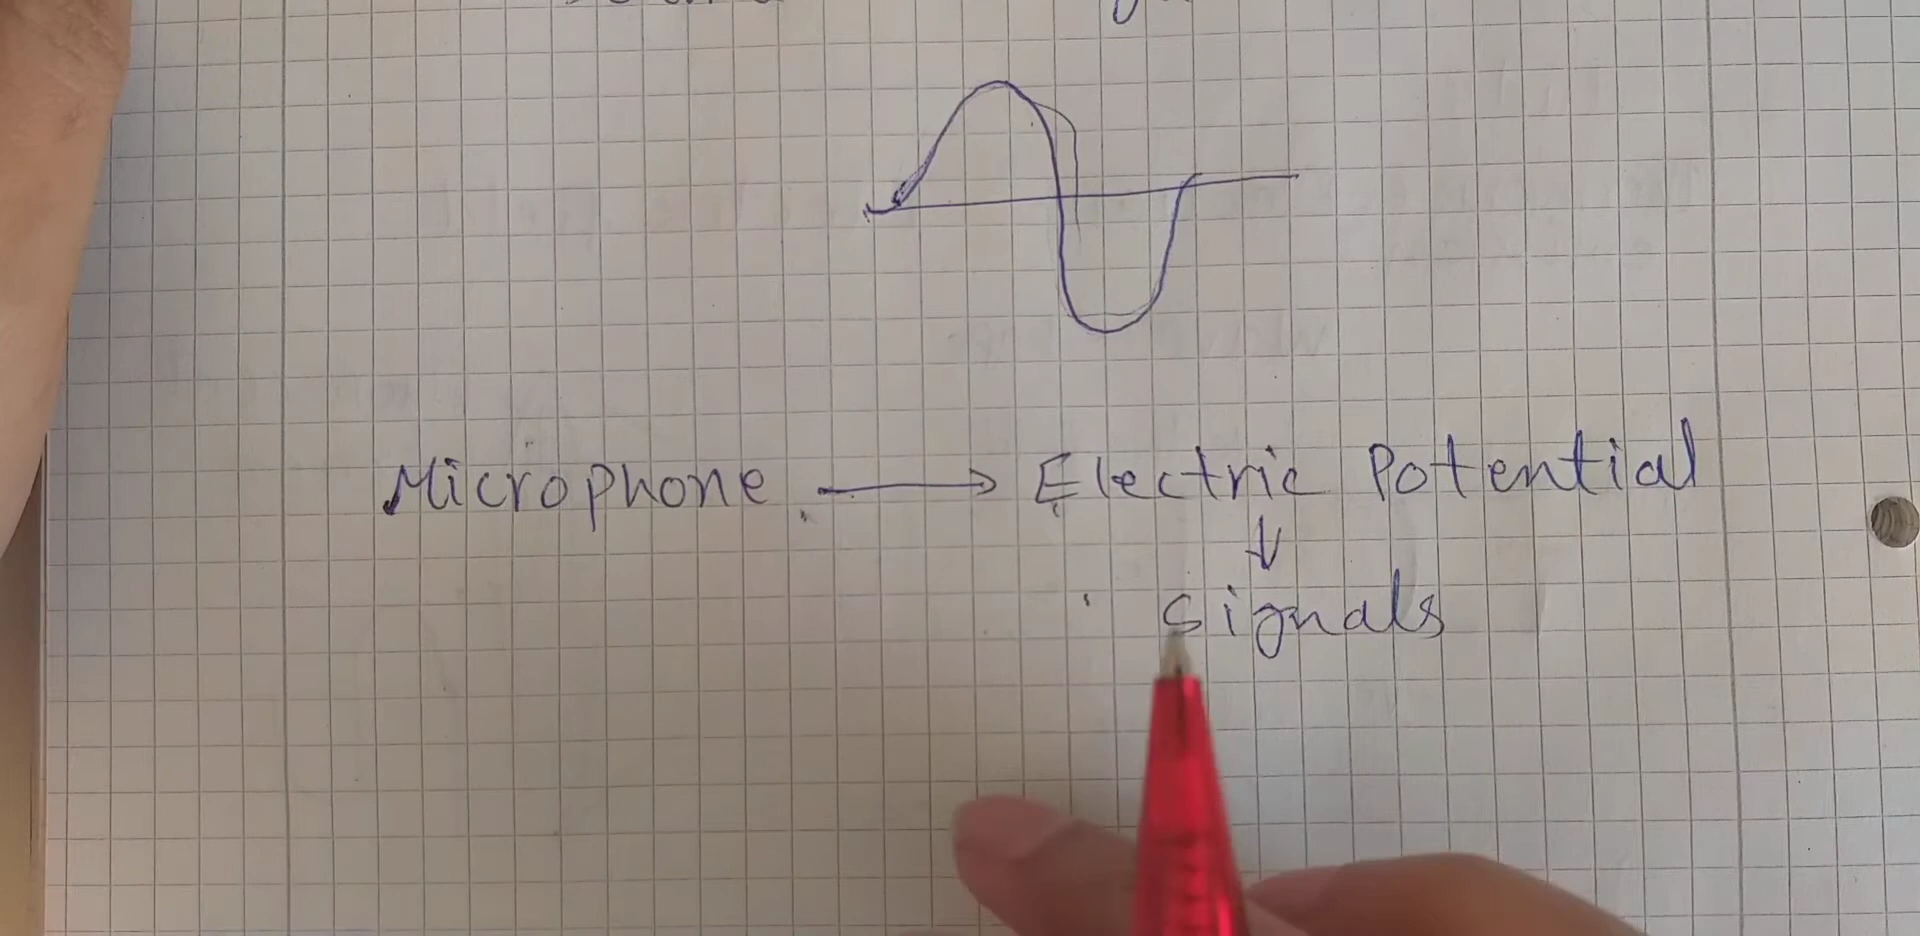 Microphone → Electric Potential
↓
signals